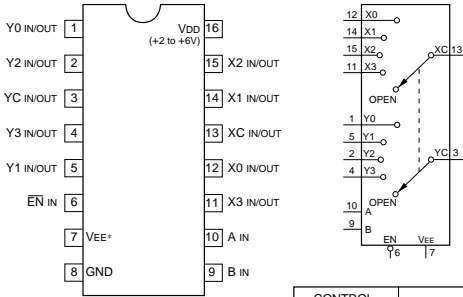 Y0 IN/OUT 1
Y2 IN/OUT 2
YC IN/OUT 3
Y3 IN/OUT 4
Y1 IN/OUT 5
EN IN 6
7 VEE*
8 GND
VDD 16
(+2 to +6V)
15 X2 IN/OUT
14 X1 IN/OUT
13 XC IN/OUT
12 X0 IN/OUT
11 X3 IN/OUT
10 A IN
9 B IN
12 X0
14 X1
15 X2
11 X3
XC 13
OPEN
1 Y0
5 Y1
2 Y2
4 Y3
YC 3
OPEN
10 A
9 B
EN VEE
6 7
CONTROL